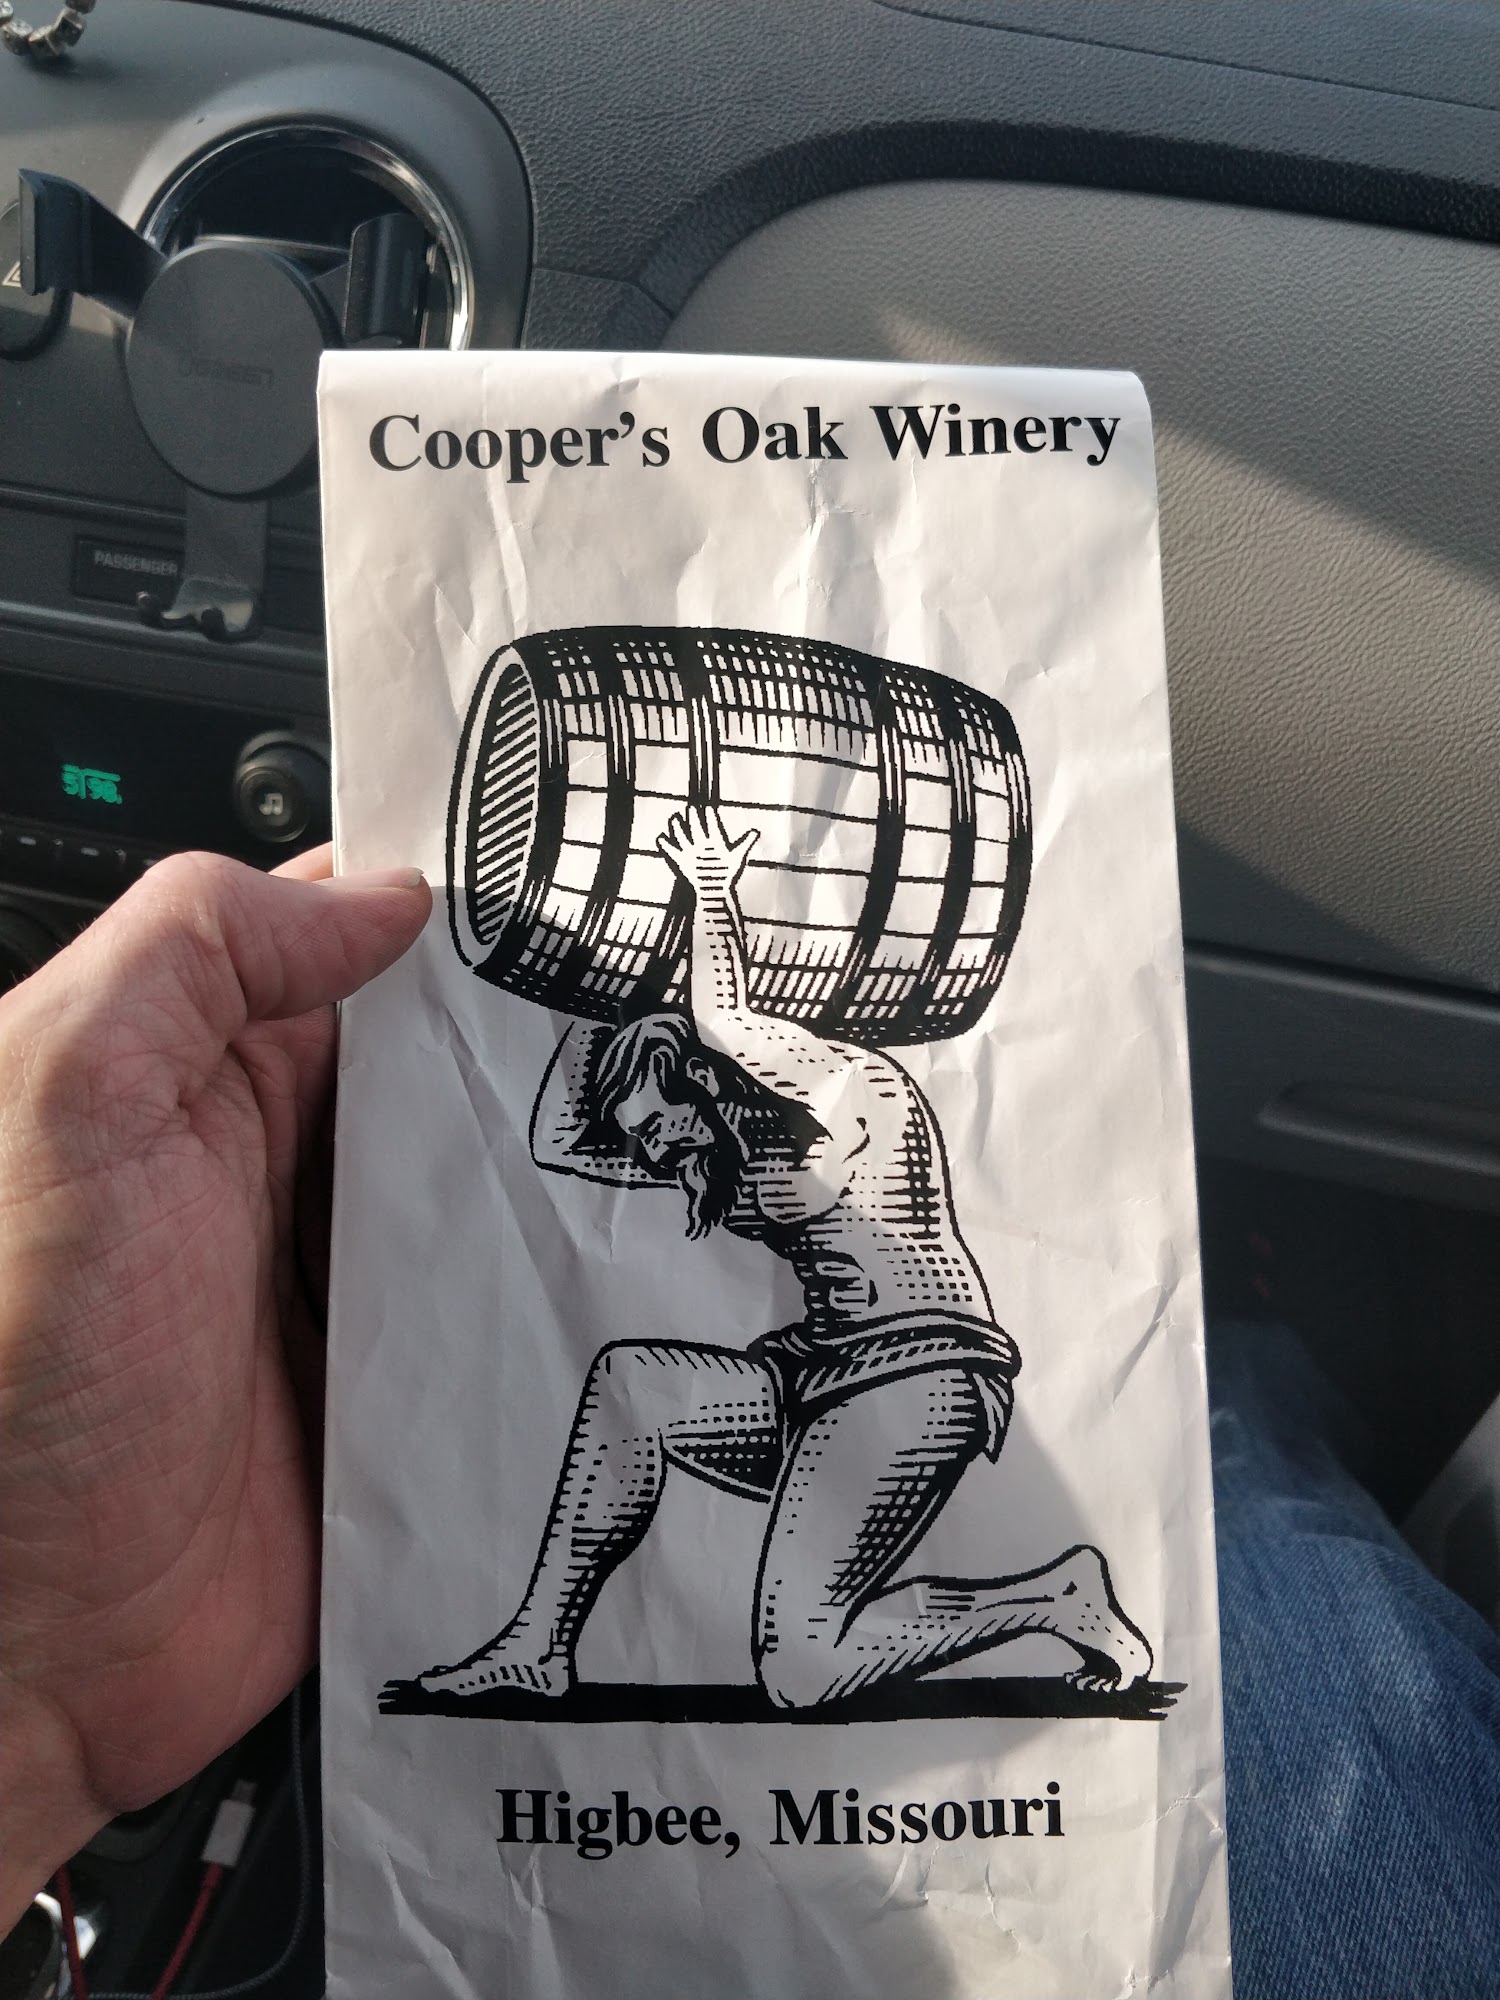 Cooper's Oak Winery
PASSENGER
Higbee, Missouri